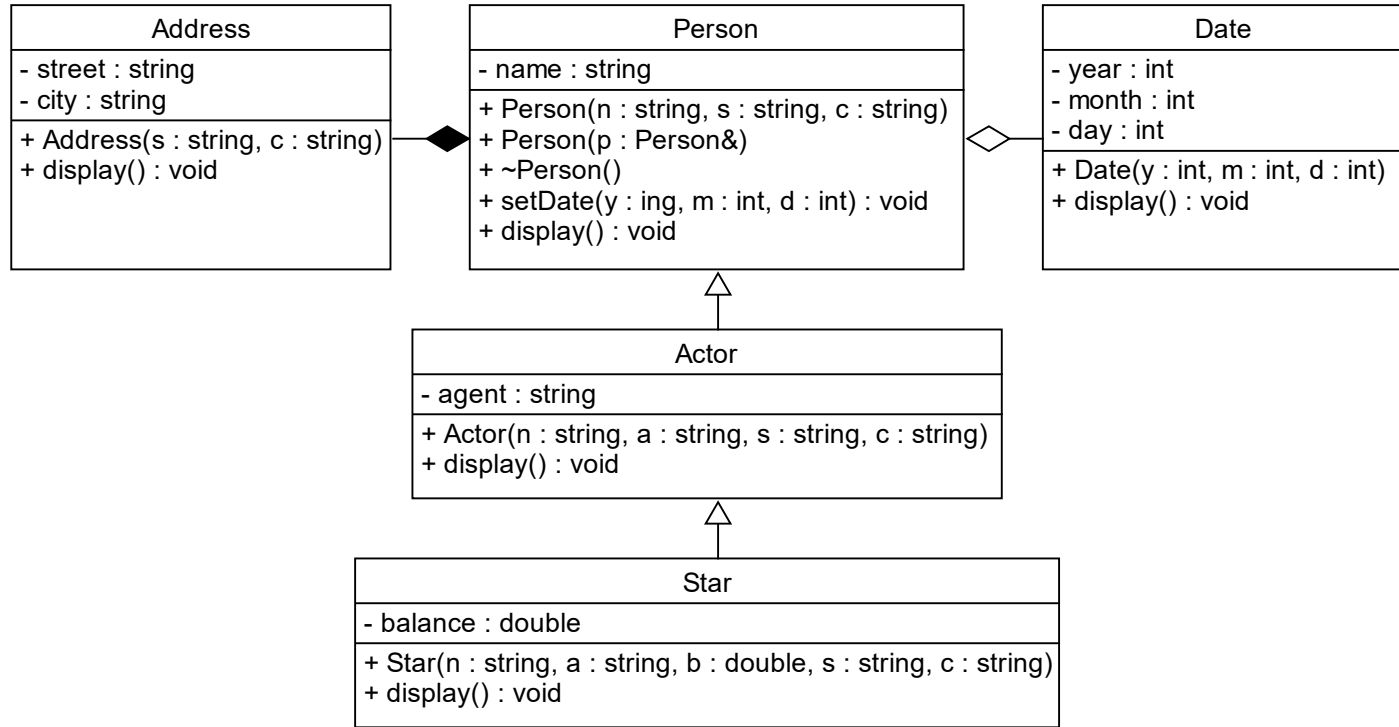 Address
- street : string
- city : string
+ Address(s : string, c : string)
+ display() : void
Person
- name : string
+ Person(n : string, s : string, c : string)
+ Person(p : Person&)
+ ~Person()
+ setDate(y : ing, m : int, d : int) : void
+ display() : void
Date
- year : int
- month : int
- day : int
+ Date(y : int, m : int, d : int)
+ display() : void
Actor
- agent : string
+ Actor(n : string, a : string, s : string, c : string)
+ display() : void
Star
- balance : double
+ Star(n : string, a : string, b : double, s : string, c : string)
+ display() : void